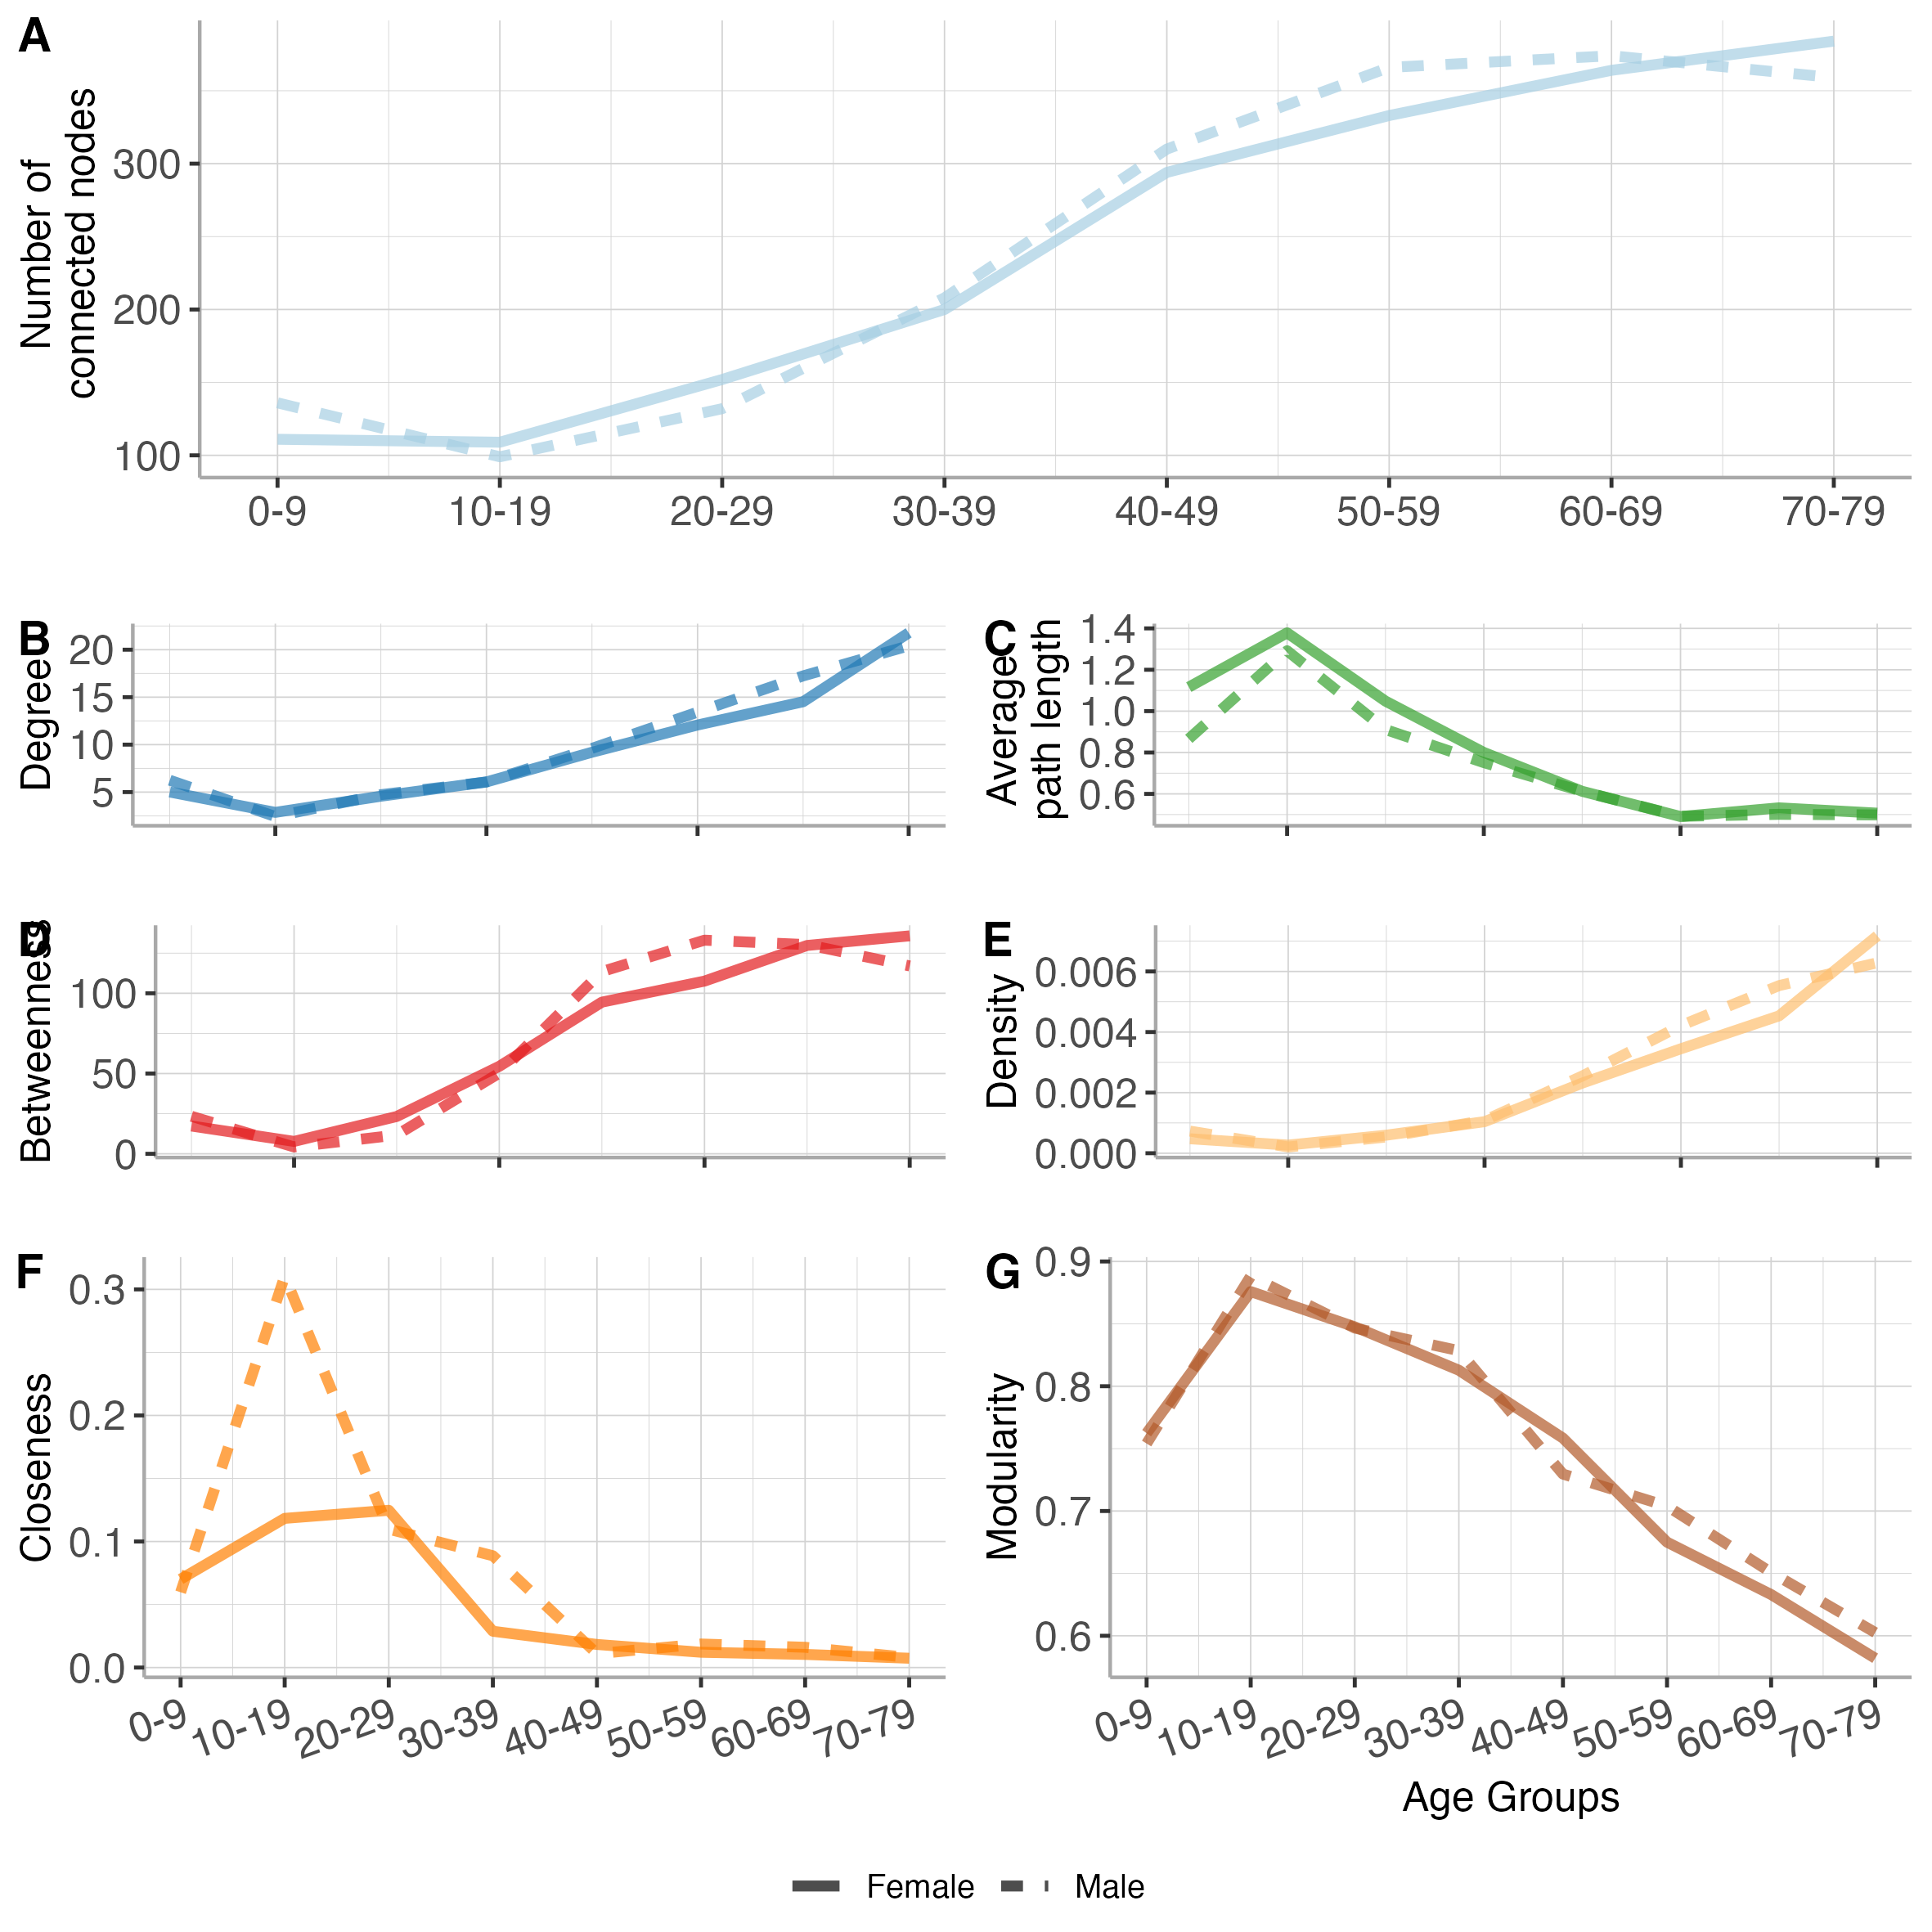 A
Number of
connected nodes
300
200
100
0-9 10-19 20-29 30-39 40-49 50-59 60-69 70-79
B
Degree
20
15
10
5
C
Average
path length
1.4
1.2
1.0
0.8
0.6
D
Betweenness
100
50
0
E
Density
0.006
0.004
0.002
0.000
F
Closeness
0.3
0.2
0.1
0.0
0-9 10-19 20-29 30-39 40-49 50-59 60-69 70-79
G
Modularity
0.9
0.8
0.7
0.6
0-9 10-19 20-29 30-39 40-49 50-59 60-69 70-79
Age Groups
Female Male